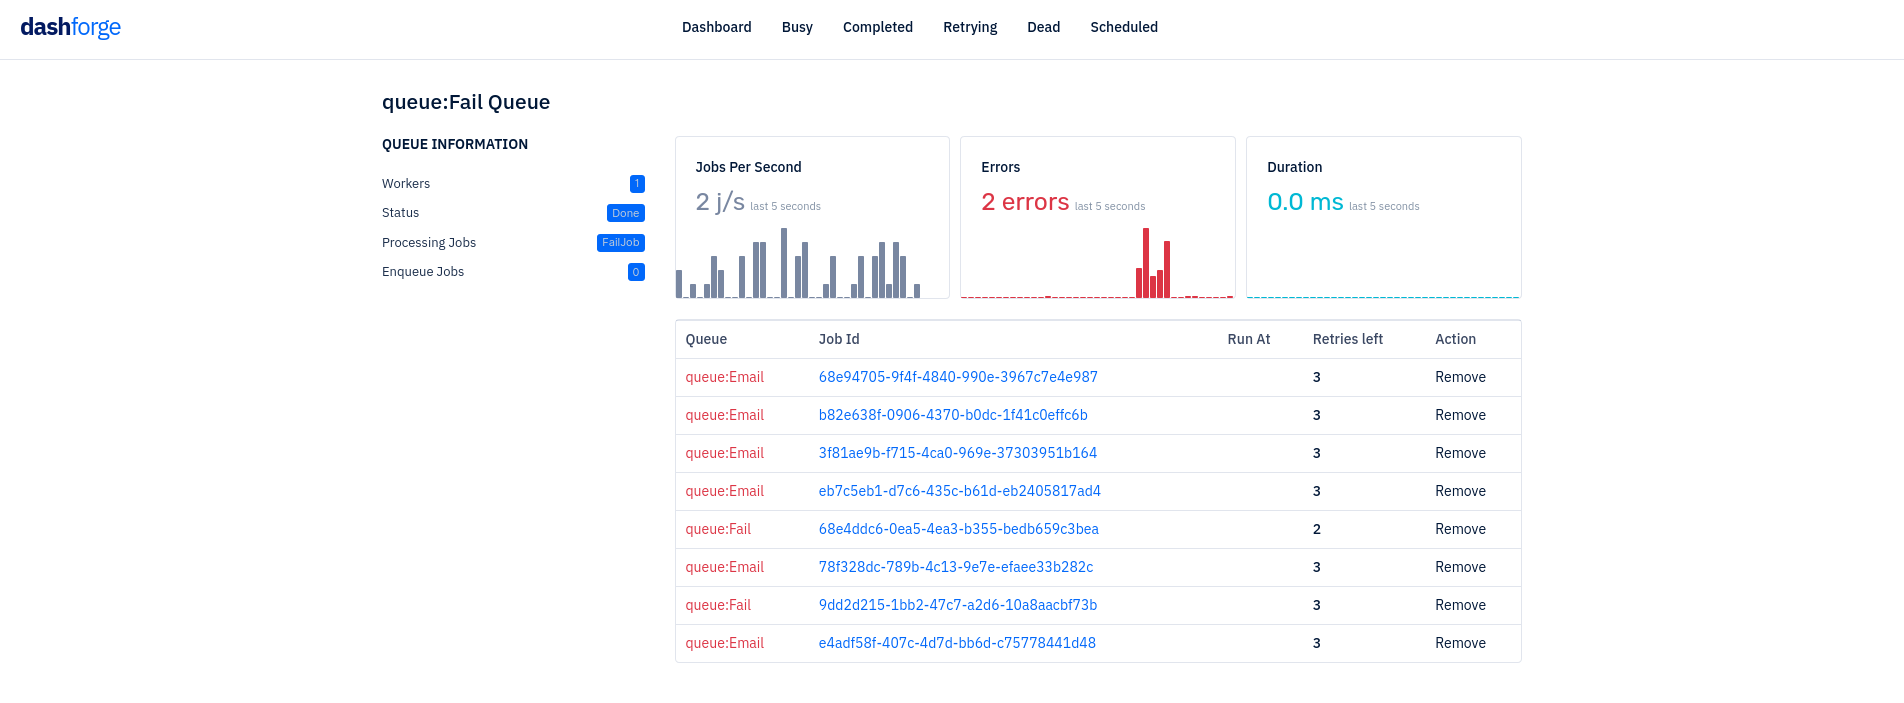 dashforge
Dashboard Busy Completed Retrying Dead Scheduled
queue:Fail Queue
QUEUE INFORMATION
Workers 1
Status Done
Processing Jobs FailJob
Enqueue Jobs 0
Jobs Per Second
2 j/s last 5 seconds
Errors
2 errors last 5 seconds
Duration
0.0 ms last 5 seconds
Queue Job Id Run At Retries left Action
queue:Email 68e94705-9f4f-4840-990e-3967c7e4e987 3 Remove
queue:Email b82e638f-0906-4370-b0dc-1f41c0effc6b 3 Remove
queue:Email 3f81ae9b-f715-4ca0-969e-37303951b164 3 Remove
queue:Email eb7c5eb1-d7c6-435c-b61d-eb2405817ad4 3 Remove
queue:Fail 68e4ddc6-0ea5-4ea3-b355-bedb659c3bea 2 Remove
queue:Email 78f328dc-789b-4c13-9e7e-efaee33b282c 3 Remove
queue:Fail 9dd2d215-1bb2-47c7-a2d6-10a8aacbf73b 3 Remove
queue:Email e4adf58f-407c-4d7d-bb6d-c75778441d48 3 Remove